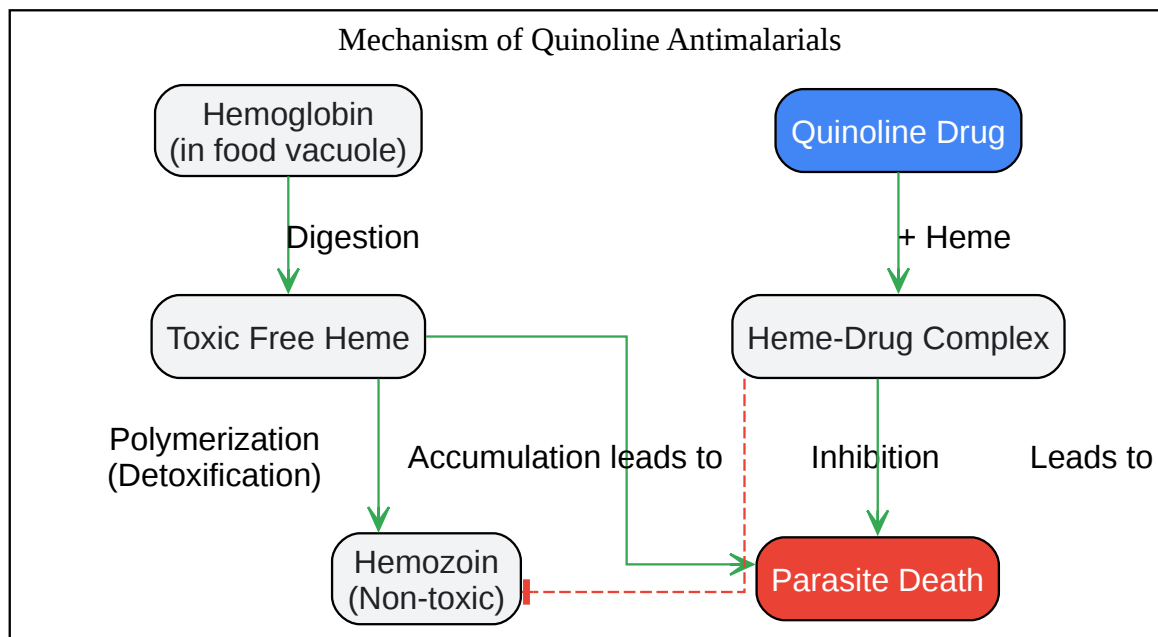 Mechanism of Quinoline Antimalarials
Hemoglobin
(in food vacuole)
Quinoline Drug
Digestion
+ Heme
Toxic Free Heme
Heme-Drug Complex
Polymerization
(Detoxification)
Accumulation leads to
Inhibition
Leads to
Hemozoin
(Non-toxic)
Parasite Death